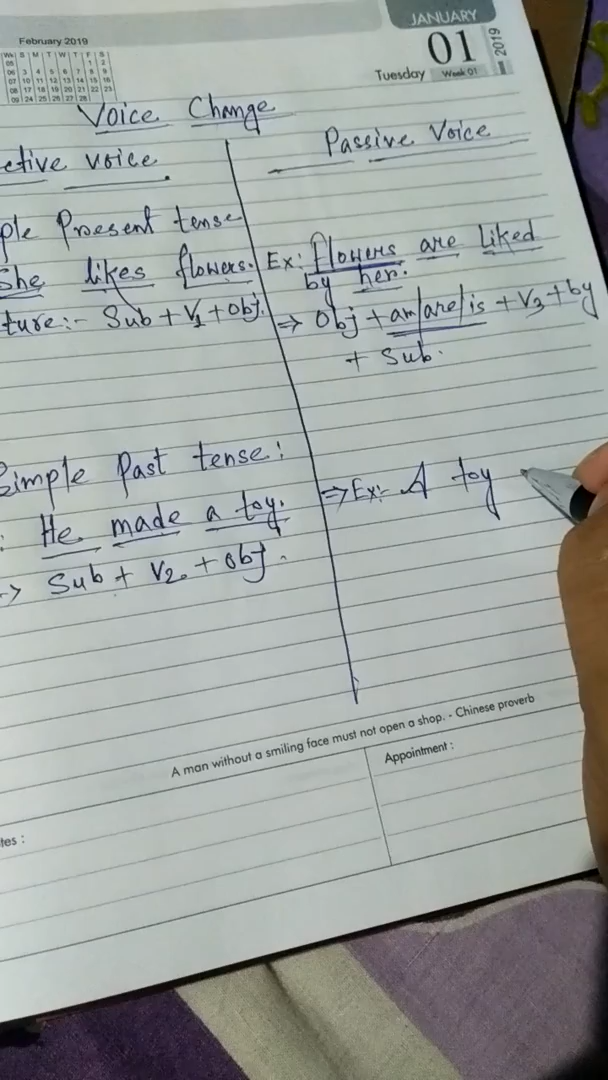 February 2019
JANUARY
01
2019
Tuesday Week 01
Voice Change
ctive voice
Passive Voice
ple Present tense
She likes flowers.
Ex: Flowers are liked
by her.
ture:- Sub + V1 + Obj.
⇒ Obj + am/are/is + V3 + by
+ Sub.
Simple Past tense:
: He made a toy.
⇒ Ex:- A toy
-> Sub + V2 + Obj.
A man without a smiling face must not open a shop. - Chinese proverb
Appointment :
tes :